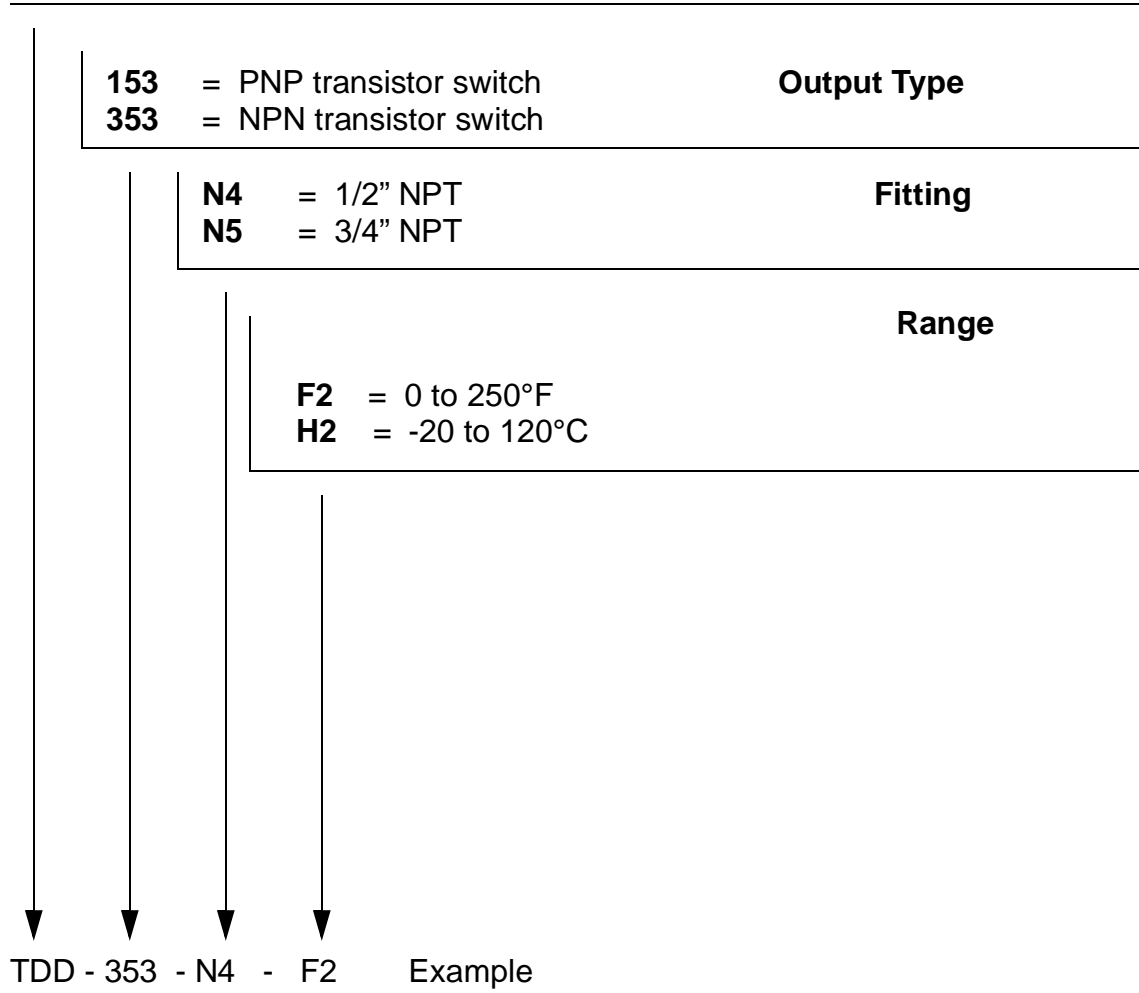 153 = PNP transistor switch Output Type
353 = NPN transistor switch
N4 = 1/2” NPT Fitting
N5 = 3/4” NPT
Range
F2 = 0 to 250°F
H2 = -20 to 120°C
TDD - 353 - N4 - F2 Example